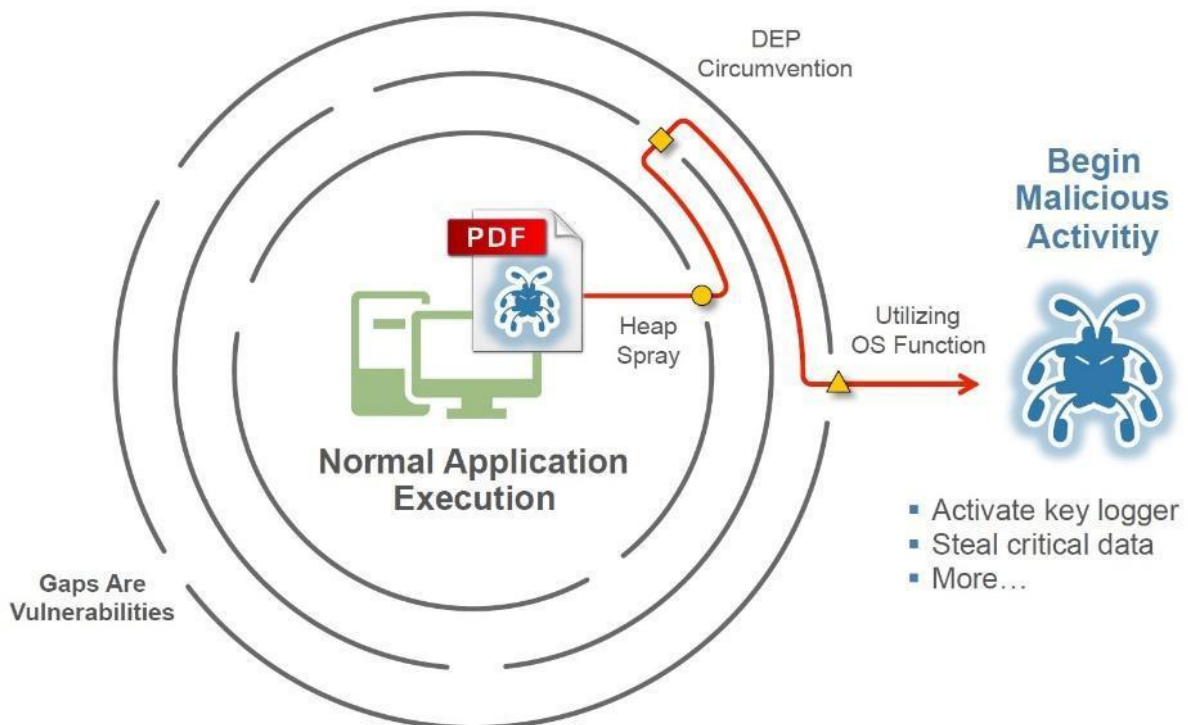 DEP
Circumvention
Begin
Malicious
Activitiy
PDF
Heap
Spray
Utilizing
OS Function
Normal Application
Execution
▪ Activate key logger
▪ Steal critical data
▪ More…
Gaps Are
Vulnerabilities